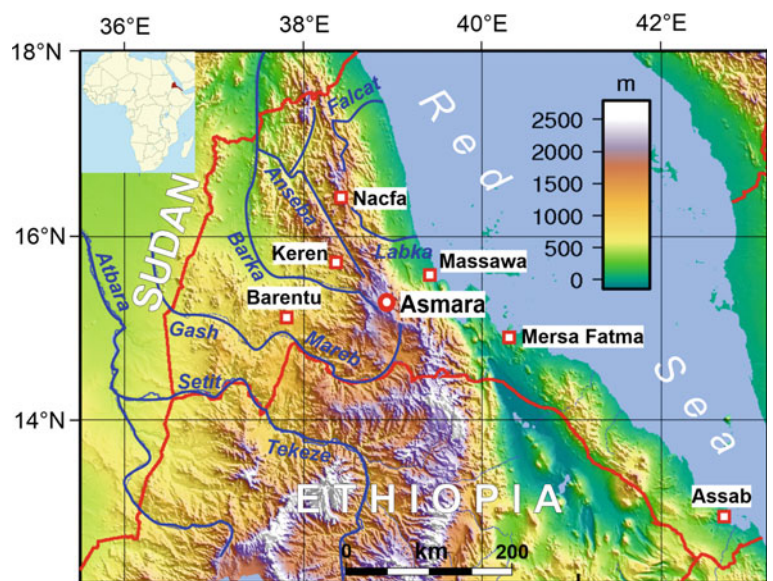 36°E
38°E
40°E
42°E
18°N
16°N
14°N
m
2500
2000
1500
1000
500
0
Red
Sea
SUDAN
ETHIOPIA
Falcat
Nacfa
Anseba
Labka
Keren
Barka
Massawa
Atbara
Barentu
Asmara
Gash
Mareb
Mersa Fatma
Setit
Tekeze
Assab
0
km
200